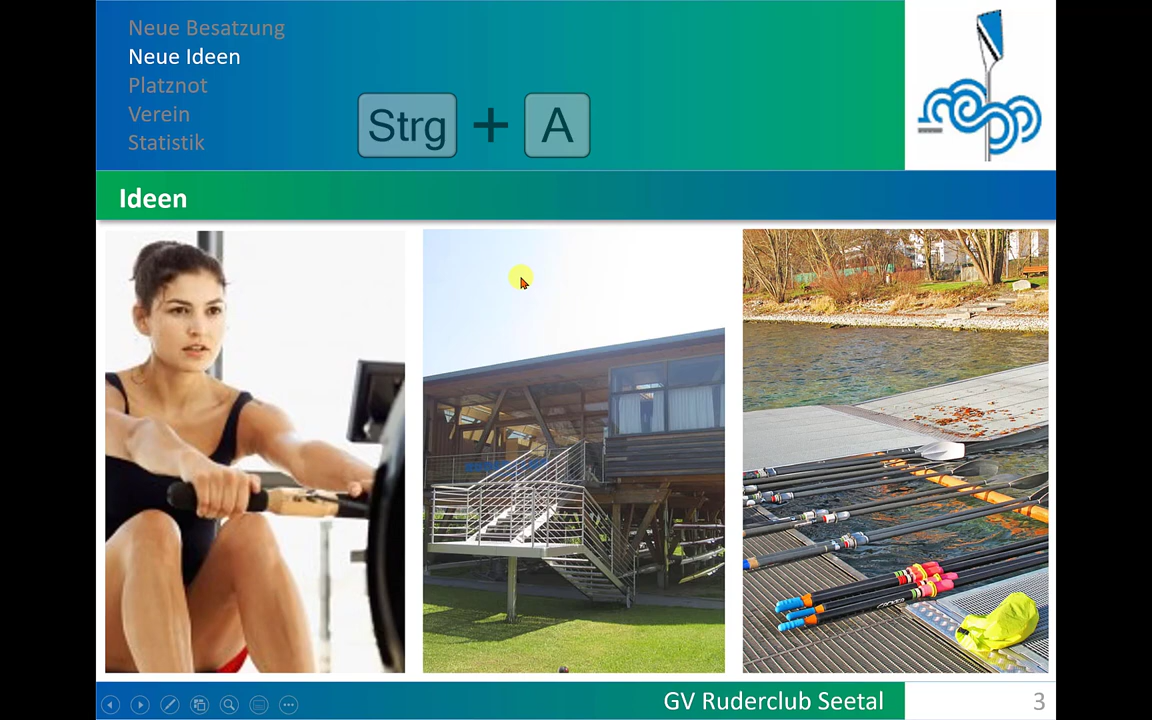 Neue Besatzung
Neue Ideen
Platznot
Verein
Statistik
Strg + A
Ideen
GV Ruderclub Seetal
3